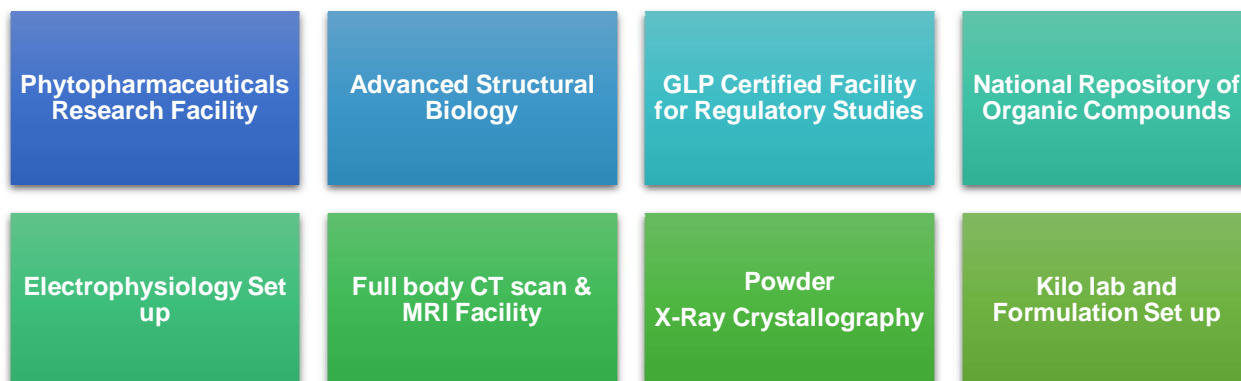 Phytopharmaceuticals
Research Facility
Advanced Structural
Biology
GLP Certified Facility
for Regulatory Studies
National Repository of
Organic Compounds
Electrophysiology Set
up
Full body CT scan &
MRI Facility
Powder
X-Ray Crystallography
Kilo lab and
Formulation Set up